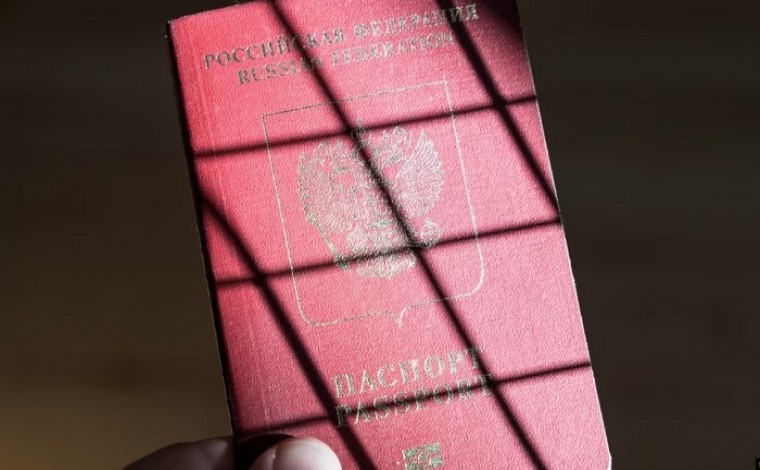 РОССИЙСКАЯ ФЕДЕРАЦИЯ
RUSSIAN FEDERATION
ПАСПОРТ
PASSPORT